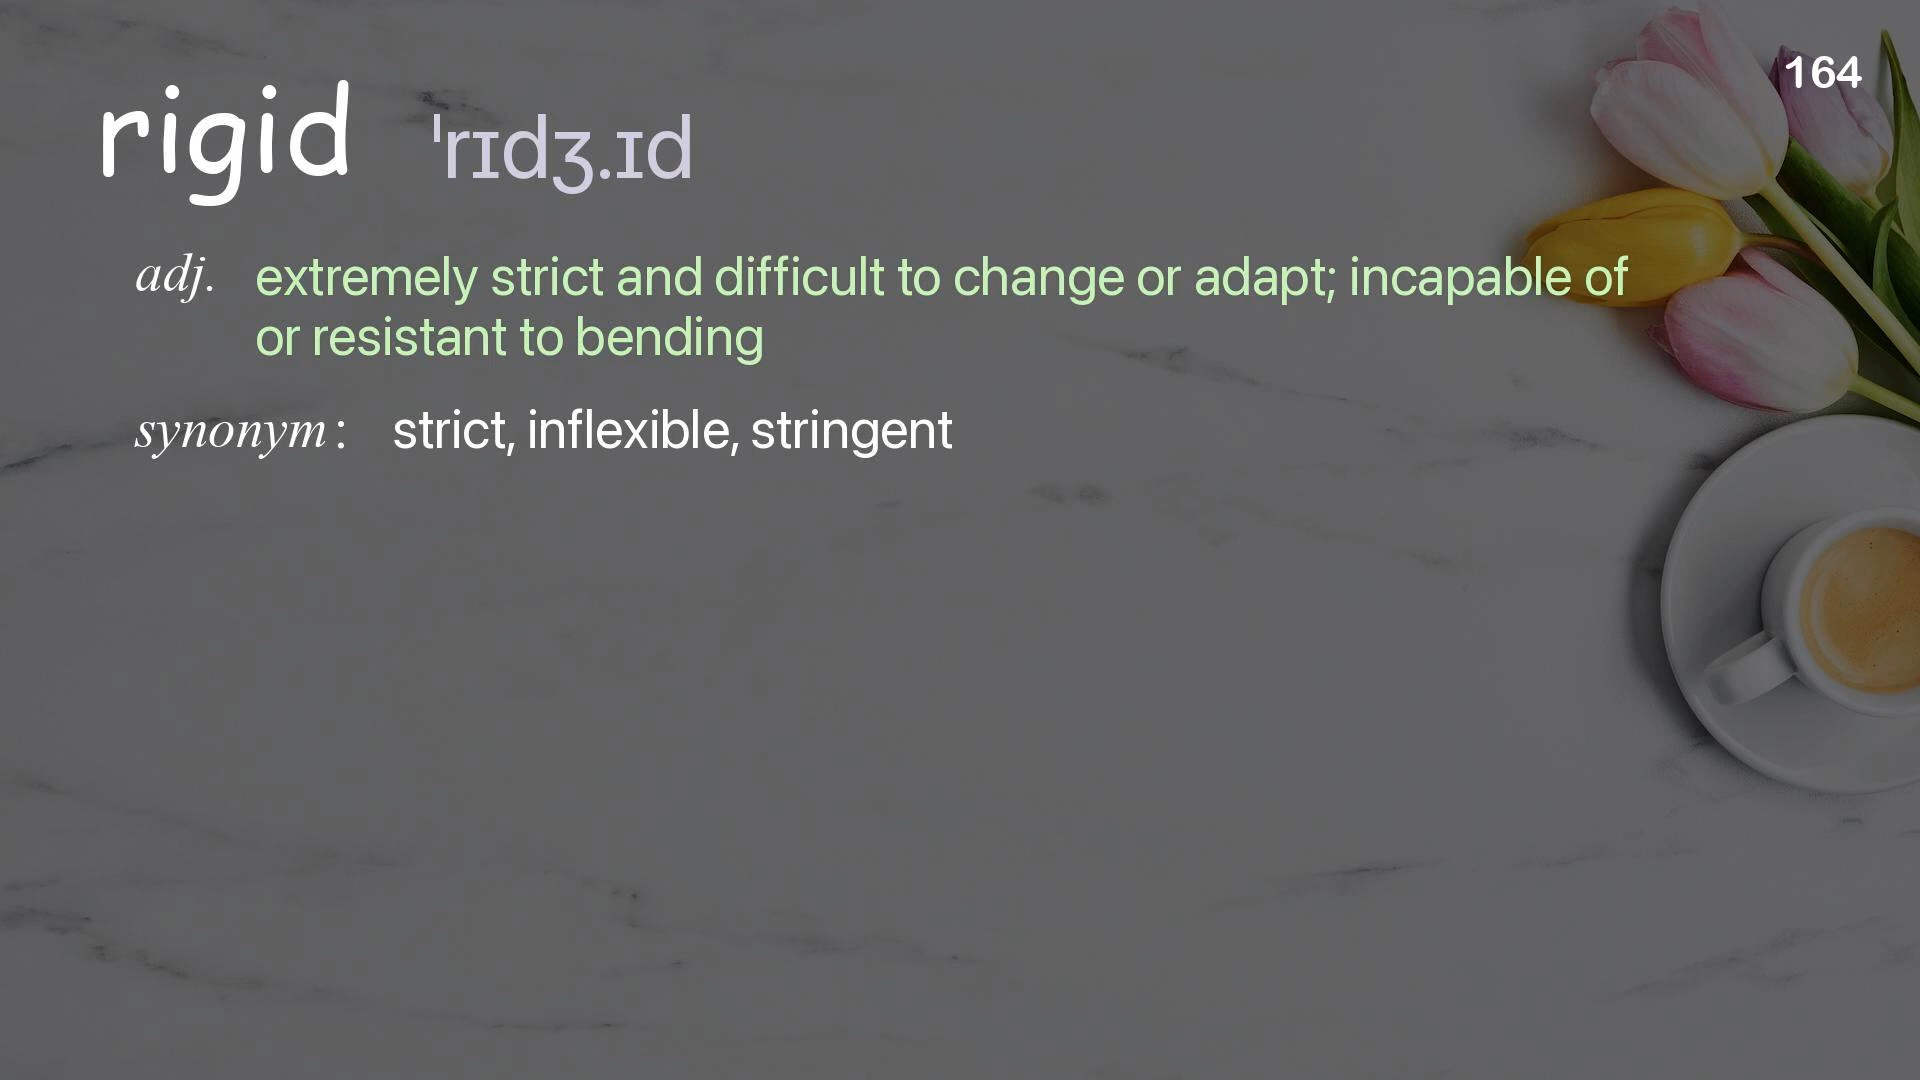 164
rigid ˈrɪdʒ.ɪd
adj. extremely strict and difficult to change or adapt; incapable of
or resistant to bending
synonym : strict, inflexible, stringent